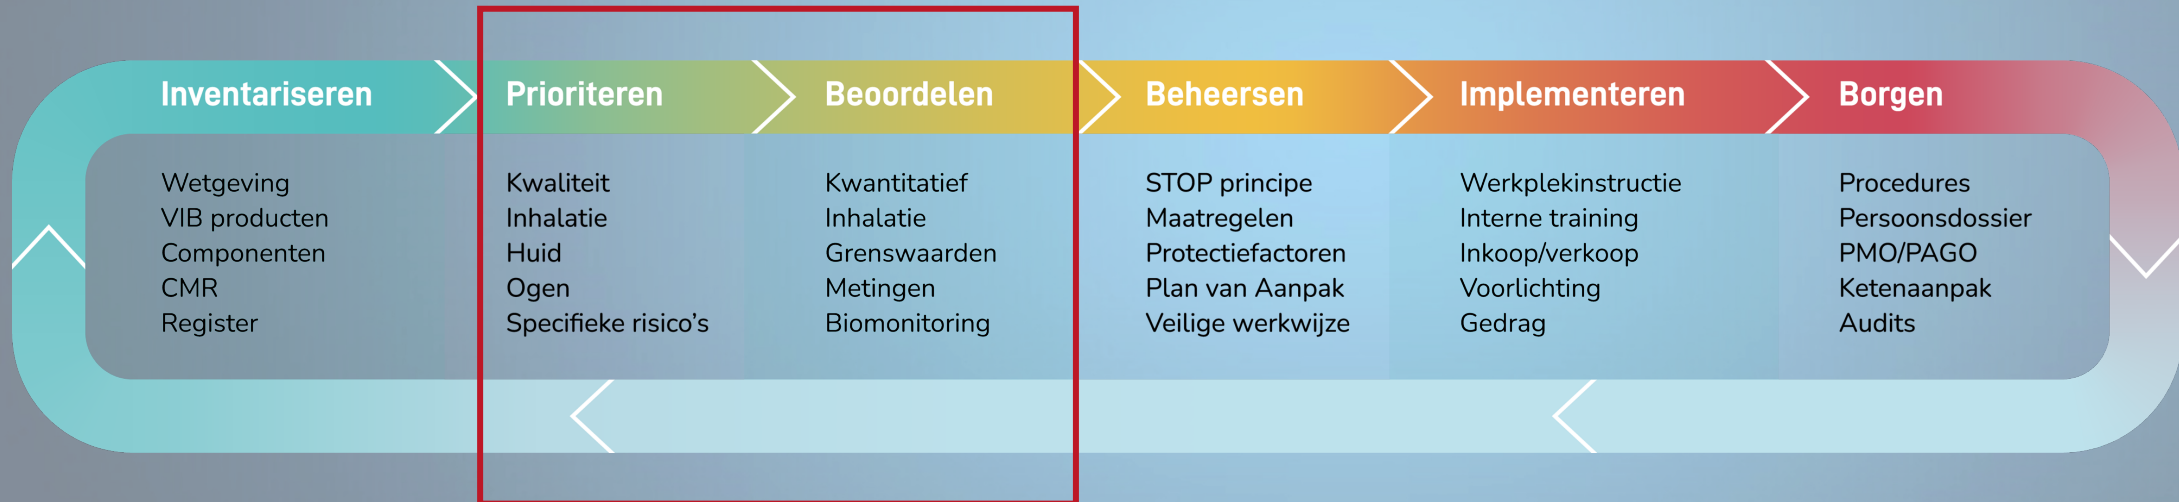 Inventariseren
Wetgeving
VIB producten
Componenten
CMR
Register
Prioriteren
Kwaliteit
Inhalatie
Huid
Ogen
Specifieke risico's
Beoordelen
Kwantitatief
Inhalatie
Grenswaarden
Metingen
Biomonitoring
Beheersen
STOP principe
Maatregelen
Protectiefactoren
Plan van Aanpak
Veilige werkwijze
Implementeren
Werkplekinstructie
Interne training
Inkoop/verkoop
Voorlichting
Gedrag
Borgen
Procedures
Persoonsdossier
PMO/PAGO
Ketenaanpak
Audits